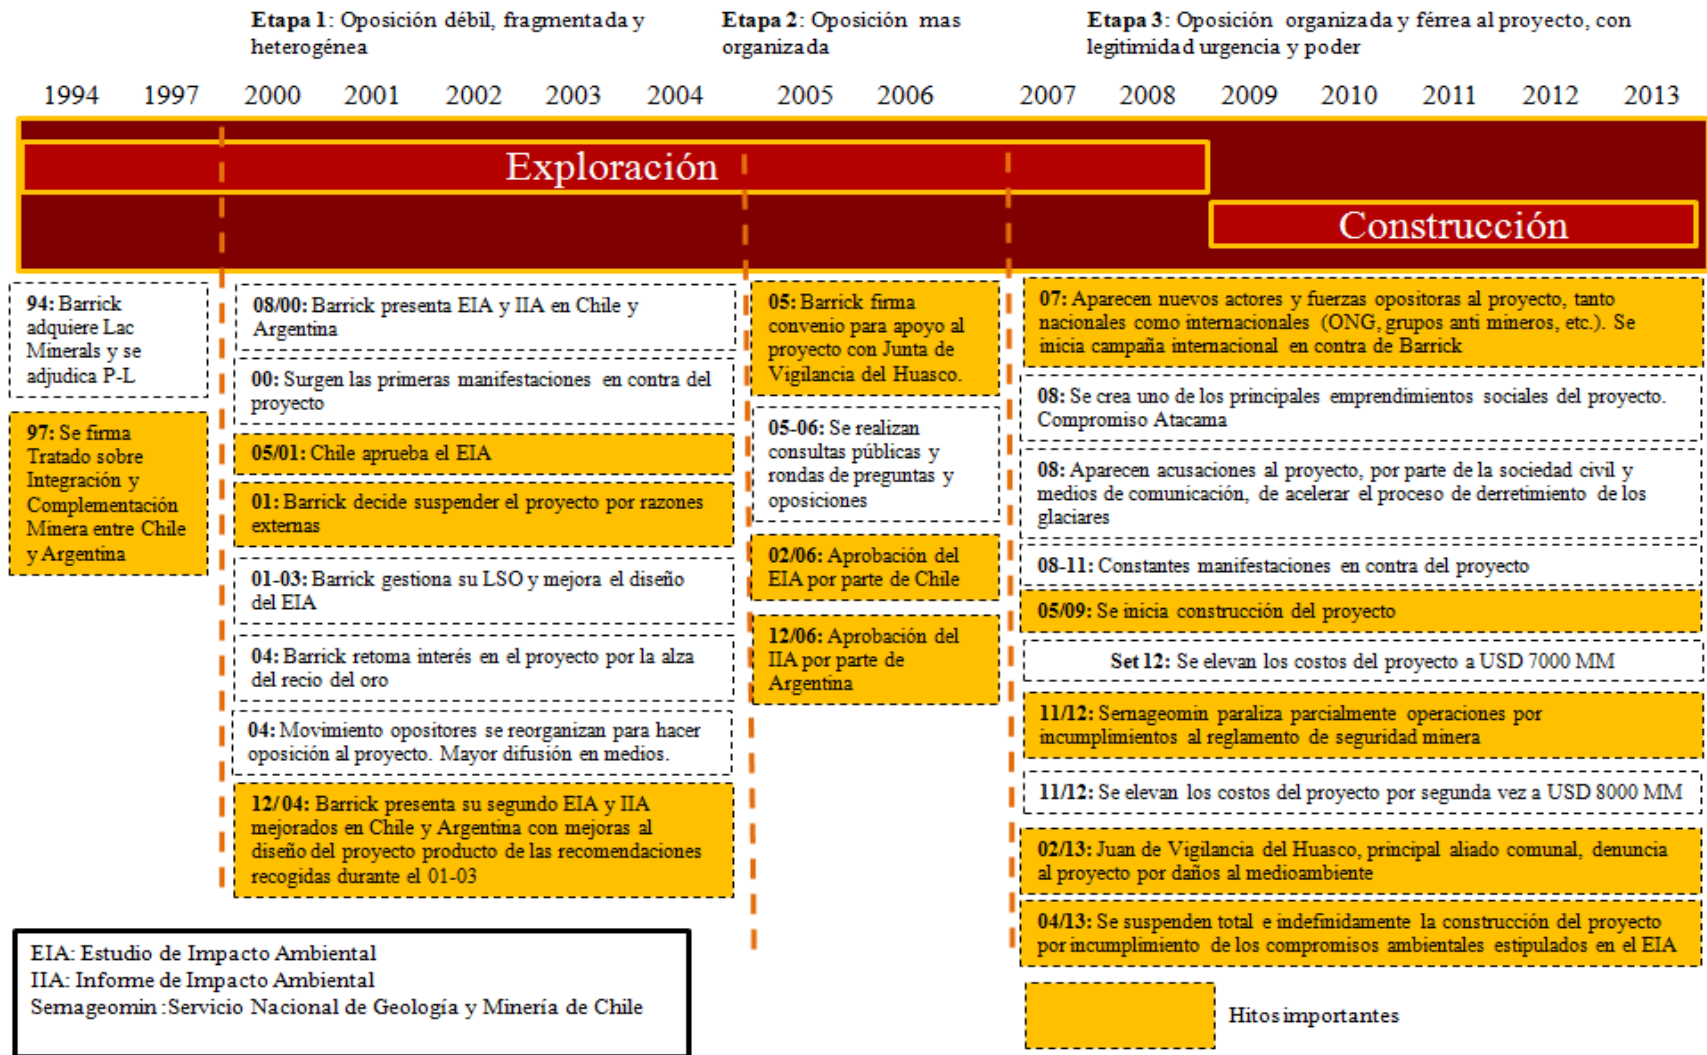 Etapa 1: Oposición débil, fragmentada y
heterogénea
Etapa 2: Oposición mas
organizada
Etapa 3: Oposición organizada y férrea al proyecto, con
legitimidad urgencia y poder
1994 1997 2000 2001 2002 2003 2004 2005 2006 2007 2008 2009 2010 2011 2012 2013
Exploración
Construcción
94: Barrick
adquiere Lac
Minerals y se
adjudica P-L
97: Se firma
Tratado sobre
Integración y
Complementación
Minera entre Chile
y Argentina
08/00: Barrick presenta EIA y IIA en Chile y
Argentina
00: Surgen las primeras manifestaciones en contra del
proyecto
05/01: Chile aprueba el EIA
01: Barrick decide suspender el proyecto por razones
externas
01-03: Barrick gestiona su LSO y mejora el diseño
del EIA
04: Barrick retoma interés en el proyecto por la alza
del recio del oro
04: Movimiento opositores se reorganizan para hacer
oposición al proyecto. Mayor difusión en medios.
12/04: Barrick presenta su segundo EIA y IIA
mejorados en Chile y Argentina con mejoras al
diseño del proyecto producto de las recomendaciones
recogidas durante el 01-03
05: Barrick firma
convenio para apoyo al
proyecto con Junta de
Vigilancia del Huasco.
05-06: Se realizan
consultas públicas y
rondas de preguntas y
oposiciones
02/06: Aprobación del
EIA por parte de Chile
12/06: Aprobación del
IIA por parte de
Argentina
07: Aparecen nuevos actores y fuerzas opositoras al proyecto, tanto
nacionales como internacionales (ONG, grupos anti mineros, etc.). Se
inicia campaña internacional en contra de Barrick
08: Se crea uno de los principales emprendimientos sociales del proyecto.
Compromiso Atacama
08: Aparecen acusaciones al proyecto, por parte de la sociedad civil y
medios de comunicación, de acelerar el proceso de derretimiento de los
glaciares
08-11: Constantes manifestaciones en contra del proyecto
05/09: Se inicia construcción del proyecto
Set 12: Se elevan los costos del proyecto a USD 7000 MM
11/12: Sernageomin paraliza parcialmente operaciones por
incumplimientos al reglamento de seguridad minera
11/12: Se elevan los costos del proyecto por segunda vez a USD 8000 MM
02/13: Juan de Vigilancia del Huasco, principal aliado comunal, denuncia
al proyecto por daños al medioambiente
04/13: Se suspenden total e indefinidamente la construcción del proyecto
por incumplimiento de los compromisos ambientales estipulados en el EIA
EIA: Estudio de Impacto Ambiental
IIA: Informe de Impacto Ambiental
Sernageomin :Servicio Nacional de Geología y Minería de Chile
Hitos importantes